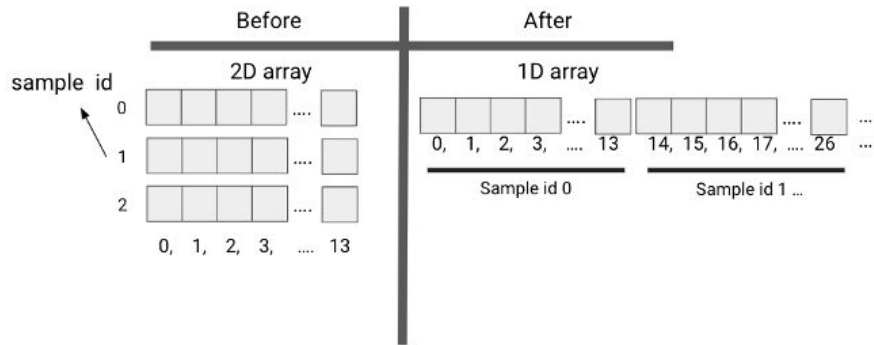 Before
After
2D array
1D array
sample id
0
....
1
....
2
....
0, 1, 2, 3, .... 13
.... .... ...
0, 1, 2, 3, .... 13 14, 15, 16, 17, .... 26 ...
Sample id 0
Sample id 1 ...